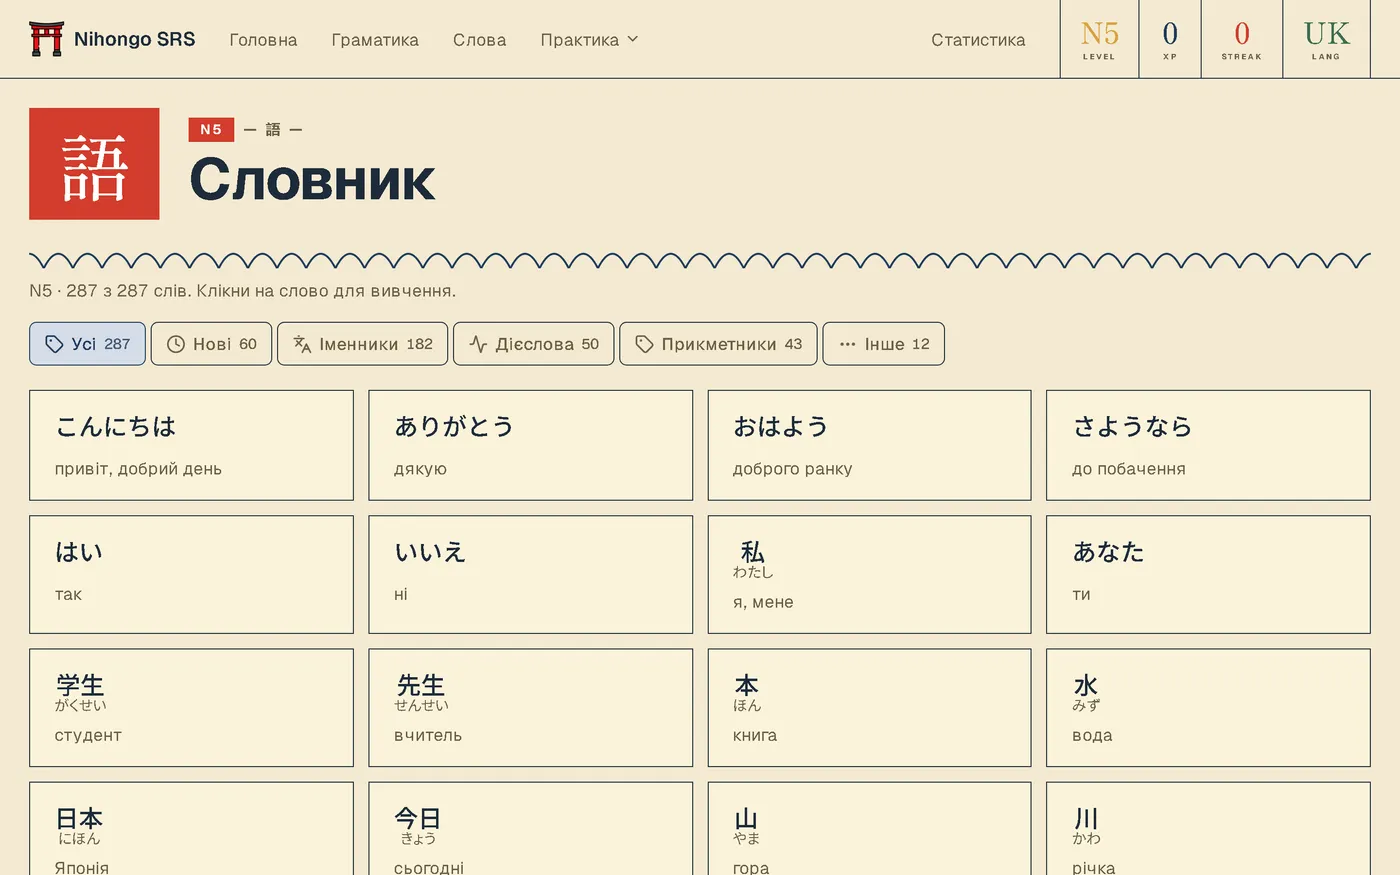 Nihongo SRS Головна Граматика Слова Практика Статистика N5 LEVEL 0 XP 0 STREAK UK LANG
語
N5 — 語 —
Словник
N5 · 287 з 287 слів. Клікни на слово для вивчення.
Усі 287 Нові 60 Іменники 182 Дієслова 50 Прикметники 43 Інше 12
こんにちは
привіт, добрий день
ありがとう
дякую
おはよう
доброго ранку
さようなら
до побачення
はい
так
いいえ
ні
私
わたし
я, мене
あなた
ти
学生
がくせい
студент
先生
せんせい
вчитель
本
ほん
книга
水
みず
вода
日本
にほん
Японія
今日
きょう
сьогодні
山
やま
гора
川
かわ
річка